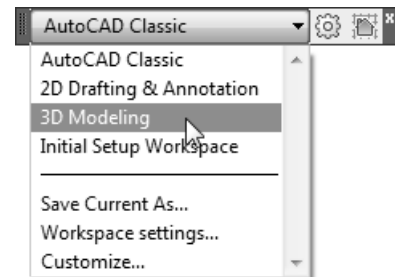 AutoCAD Classic
AutoCAD Classic
2D Drafting & Annotation
3D Modeling
Initial Setup Workspace
Save Current As...
Workspace settings...
Customize...